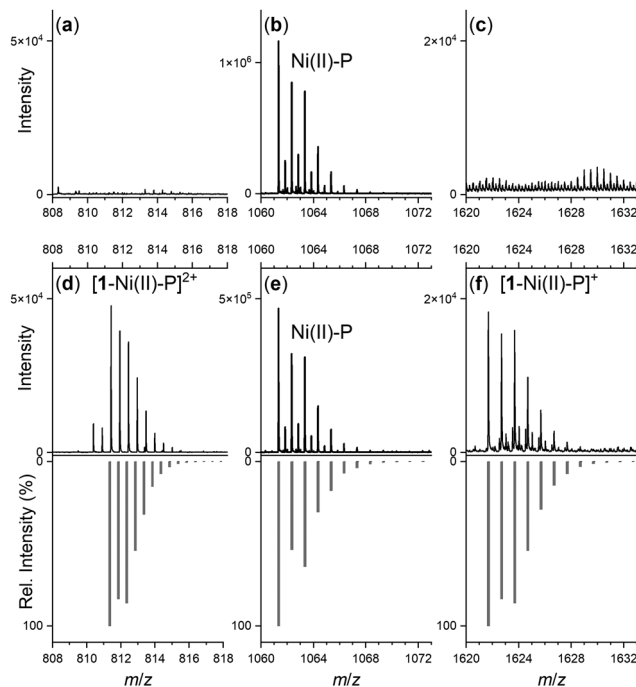 (a)
(b)
(c)
Ni(II)-P
5×10⁴
1×10⁶
2×10⁴
Intensity
0
0
0
808 810 812 814 816 818
1060 1064 1068 1072
1620 1624 1628 1632
808 810 812 814 816 818
1060 1064 1068 1072
1620 1624 1628 1632
(d) [1-Ni(II)-P]²⁺
(e)
(f) [1-Ni(II)-P]⁺
Ni(II)-P
5×10⁴
5×10⁵
2×10⁴
Intensity
0
0
0
0
0
0
Rel. Intensity (%)
100
100
100
808 810 812 814 816 818
1060 1064 1068 1072
1620 1624 1628 1632
m/z
m/z
m/z